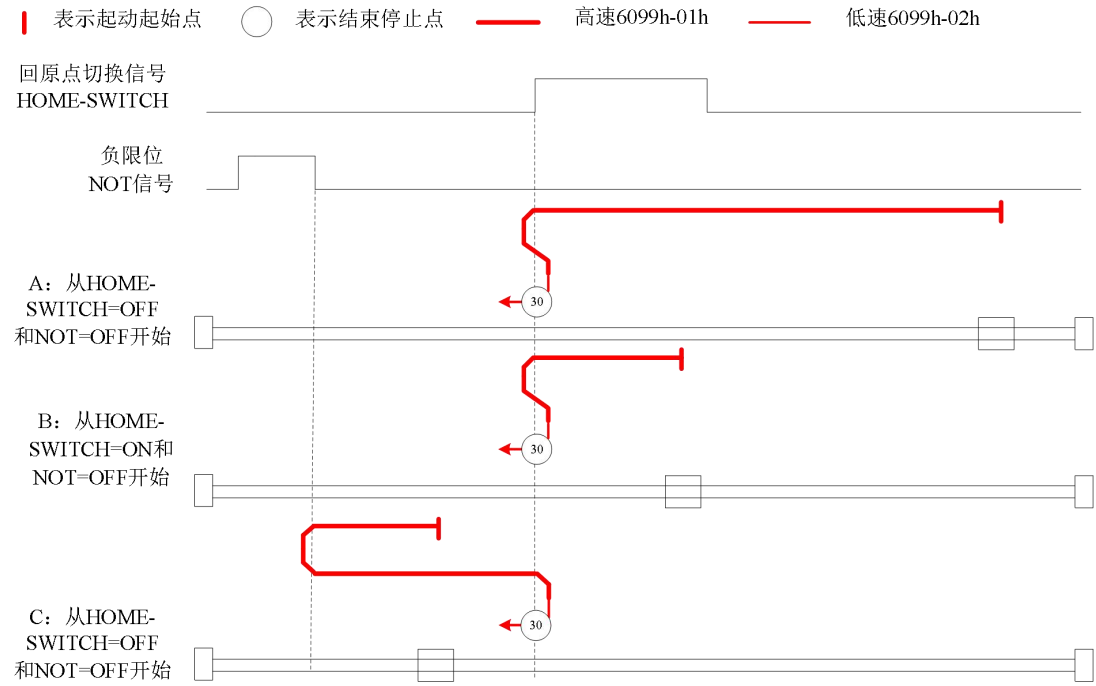 表示起动起始点 表示结束停止点 高速6099h-01h 低速6099h-02h
回原点切换信号
HOME-SWITCH
负限位
NOT信号
A：从HOME-
SWITCH=OFF
和NOT=OFF开始
30
B：从HOME-
SWITCH=ON和
NOT=OFF开始
30
C：从HOME-
SWITCH=OFF
和NOT=OFF开始
30